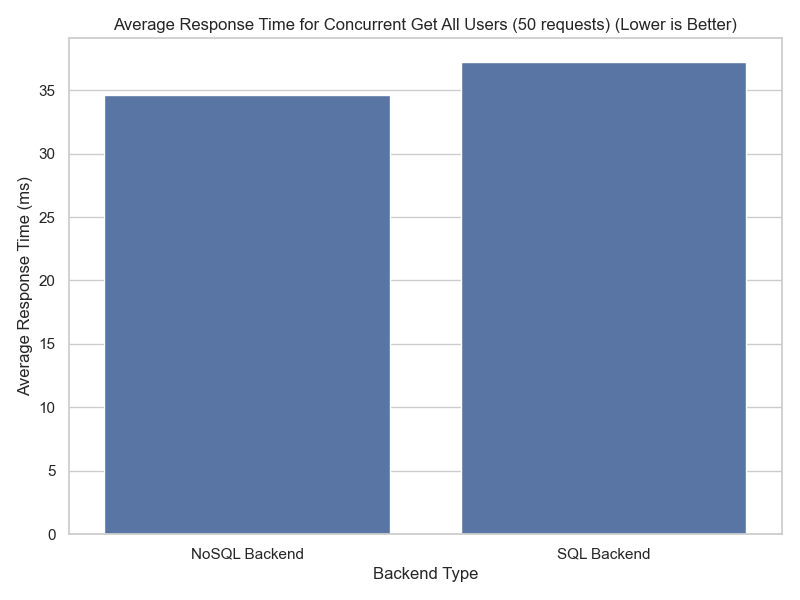 Average Response Time for Concurrent Get All Users (50 requests) (Lower is Better)
Average Response Time (ms)
35
30
25
20
15
10
5
0
NoSQL Backend
SQL Backend
Backend Type